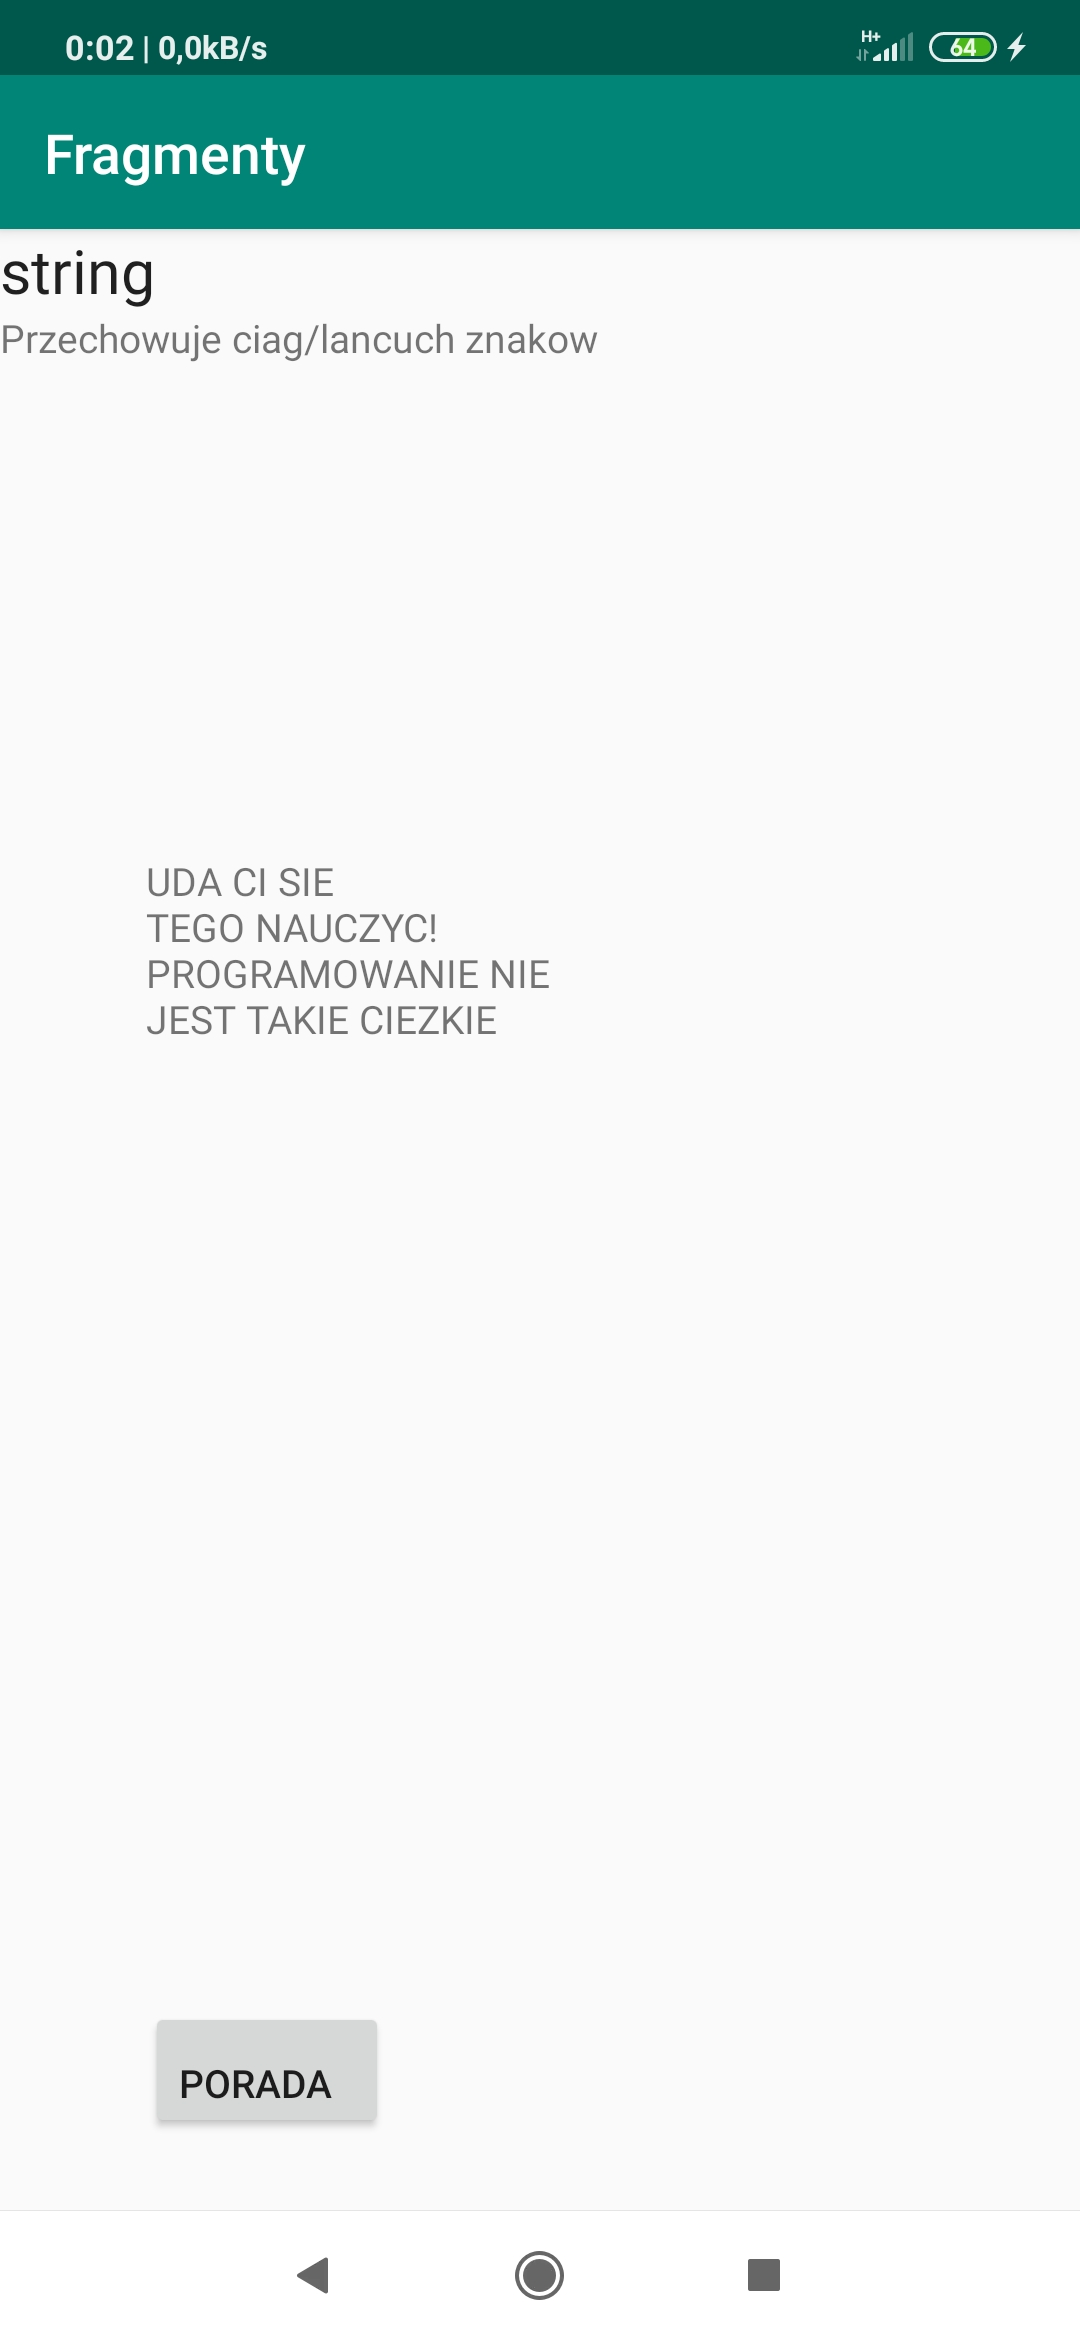 0:02 | 0,0kB/s H+ 64
Fragmenty
string
Przechowuje ciag/lancuch znakow
UDA CI SIE
TEGO NAUCZYC!
PROGRAMOWANIE NIE
JEST TAKIE CIEZKIE
PORADA